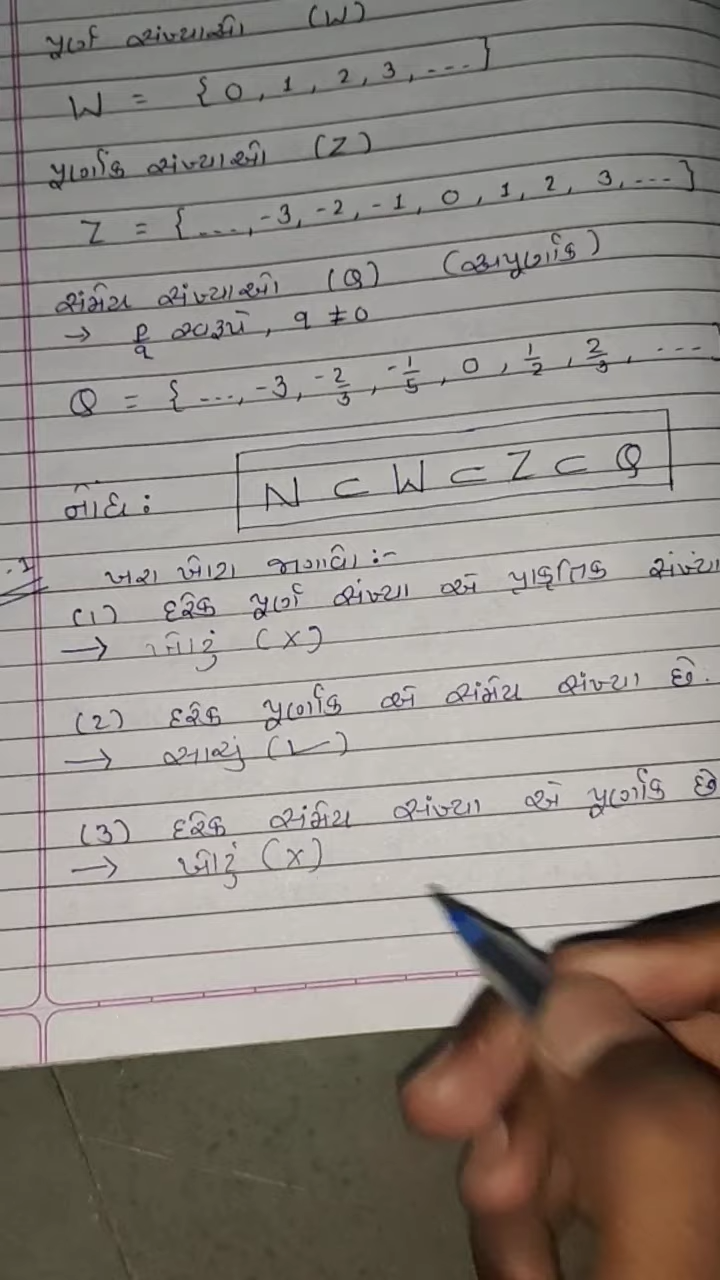 પૂર્ણ સંખ્યાઓ (W)
W = {0, 1, 2, 3, ...}
પૂર્ણાંક સંખ્યાઓ (Z)
Z = {..., -3, -2, -1, 0, 1, 2, 3, ...}
સંમેય સંખ્યાઓ (Q) (અપૂર્ણાંક)
→ p/q સ્વરૂપે, q ≠ 0
Q = {..., -3, -2/3, -1/5, 0, 1/2, 2/3, ...}
નોંધ: N ⊂ W ⊂ Z ⊂ Q
ખરા ખોટા જણાવો :-
(1) દરેક પૂર્ણ સંખ્યા એ પ્રાકૃતિક
→ ખોટું (×)
(2) દરેક પૂર્ણાંક એ સંમેય સંખ્યા છે.
→ સાચું (✓)
(3) દરેક સંમેય સંખ્યા એ પૂર્ણાંક છે
→ ખોટું (×)